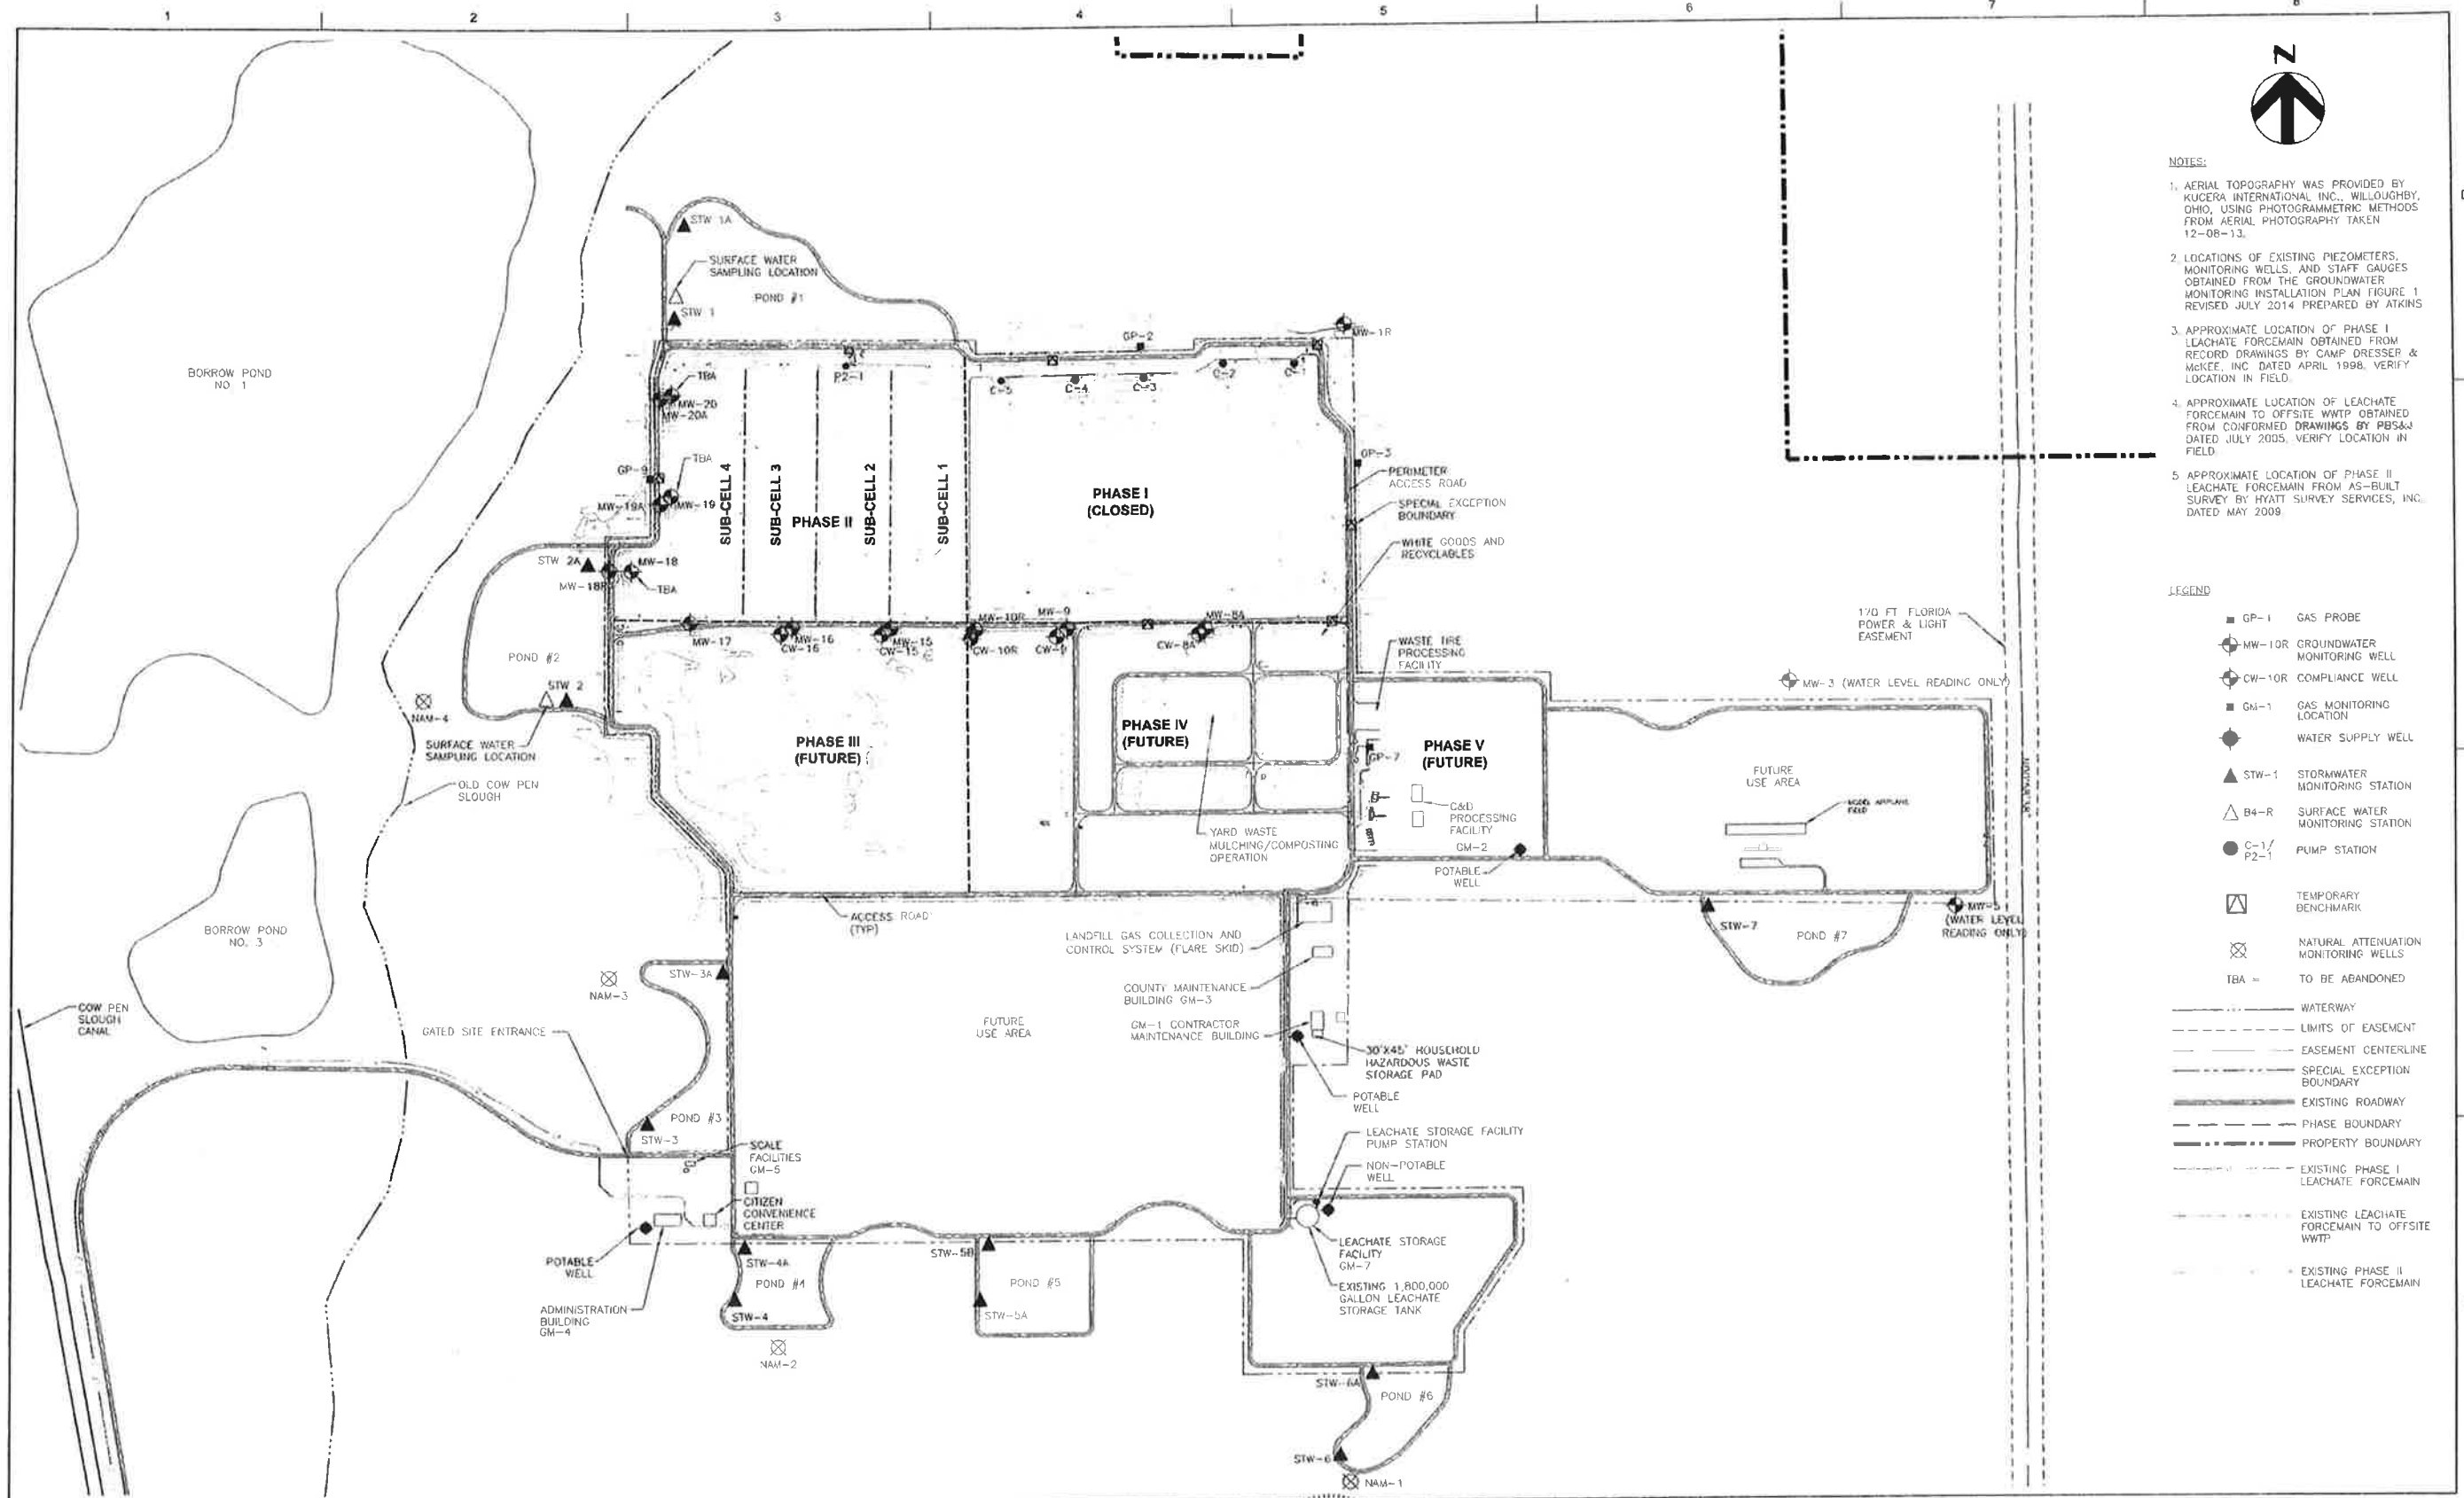 1
2
3
4
5
6
7
8
N
NOTES:
1. AERIAL TOPOGRAPHY WAS PROVIDED BY
KUCERA INTERNATIONAL INC., WILLOUGHBY,
OHIO, USING PHOTOGRAMMETRIC METHODS
FROM AERIAL PHOTOGRAPHY TAKEN
12-08-13.
2. LOCATIONS OF EXISTING PIEZOMETERS,
MONITORING WELLS, AND STAFF GAUGES
OBTAINED FROM THE GROUNDWATER
MONITORING INSTALLATION PLAN FIGURE 1
REVISED JULY 2014 PREPARED BY ATKINS
3. APPROXIMATE LOCATION OF PHASE I
LEACHATE FORCEMAIN OBTAINED FROM
RECORD DRAWINGS BY CAMP DRESSER &
McKEE, INC DATED APRIL 1998. VERIFY
LOCATION IN FIELD.
4. APPROXIMATE LOCATION OF LEACHATE
FORCEMAIN TO OFFSITE WWTP OBTAINED
FROM CONFORMED DRAWINGS BY PBS&J
DATED JULY 2005. VERIFY LOCATION IN
FIELD.
5 APPROXIMATE LOCATION OF PHASE II
LEACHATE FORCEMAIN FROM AS-BUILT
SURVEY BY HYATT SURVEY SERVICES, INC.
DATED MAY 2009
LEGEND
GP-1 GAS PROBE
MW-10R GROUNDWATER
MONITORING WELL
CW-10R COMPLIANCE WELL
GM-1 GAS MONITORING
LOCATION
WATER SUPPLY WELL
STW-1 STORMWATER
MONITORING STATION
B4-R SURFACE WATER
MONITORING STATION
C-1/
P2-1 PUMP STATION
TEMPORARY
BENCHMARK
NATURAL ATTENUATION
MONITORING WELLS
TBA = TO BE ABANDONED
WATERWAY
LIMITS OF EASEMENT
EASEMENT CENTERLINE
SPECIAL EXCEPTION
BOUNDARY
EXISTING ROADWAY
PHASE BOUNDARY
PROPERTY BOUNDARY
EXISTING PHASE I
LEACHATE FORCEMAIN
EXISTING LEACHATE
FORCEMAIN TO OFFSITE
WWTP
EXISTING PHASE II
LEACHATE FORCEMAIN
BORROW POND
NO. 1
STW 1A
SURFACE WATER
SAMPLING LOCATION
POND #1
STW 1
GP-2
MW-1R
P2-1
C-5
C-4
C-3
C-2
C-1
TBA
MW-20
MW-20A
GP-9
TBA
MW-19A
MW-19
SUB-CELL 4
SUB-CELL 3
PHASE II
SUB-CELL 2
SUB-CELL 1
PHASE I
(CLOSED)
GP-3
PERIMETER
ACCESS ROAD
SPECIAL EXCEPTION
BOUNDARY
WHITE GOODS AND
RECYCLABLES
STW 2A
MW-18
MW-18R
TBA
MW-17
MW-16
CW-16
MW-15
CW-15
MW-10R
CW-10R
MW-9
CW-9
MW-8A
CW-8A
WASTE TIRE
PROCESSING
FACILITY
170 FT FLORIDA
POWER & LIGHT
EASEMENT
MW-3 (WATER LEVEL READING ONLY)
POND #2
STW 2
NAM-4
SURFACE WATER
SAMPLING LOCATION
OLD COW PEN
SLOUGH
PHASE III
(FUTURE)
PHASE IV
(FUTURE)
PHASE V
(FUTURE)
GP-7
C&D
PROCESSING
FACILITY
GM-2
POTABLE
WELL
YARD WASTE
MULCHING/COMPOSTING
OPERATION
FUTURE
USE AREA
MODEL AIRPLANE
FIELD
BORROW POND
NO. 3
ACCESS ROAD
(TYP)
LANDFILL GAS COLLECTION AND
CONTROL SYSTEM (FLARE SKID)
STW-7
POND #7
MW-5
(WATER LEVEL
READING ONLY)
STW-3A
NAM-3
COW PEN
SLOUGH
CANAL
GATED SITE ENTRANCE
FUTURE
USE AREA
COUNTY MAINTENANCE
BUILDING GM-3
GM-1 CONTRACTOR
MAINTENANCE BUILDING
30'X45' HOUSEHOLD
HAZARDOUS WASTE
STORAGE PAD
POTABLE
WELL
POND #3
STW-3
SCALE
FACILITIES
GM-5
CITIZEN
CONVENIENCE
CENTER
LEACHATE STORAGE FACILITY
PUMP STATION
NON-POTABLE
WELL
POTABLE
WELL
ADMINISTRATION
BUILDING
GM-4
STW-4A
POND #4
STW-4
NAM-2
STW-5B
POND #5
STW-5A
LEACHATE STORAGE
FACILITY
GM-7
EXISTING 1,800,000
GALLON LEACHATE
STORAGE TANK
STW-6A
POND #6
STW-6
NAM-1